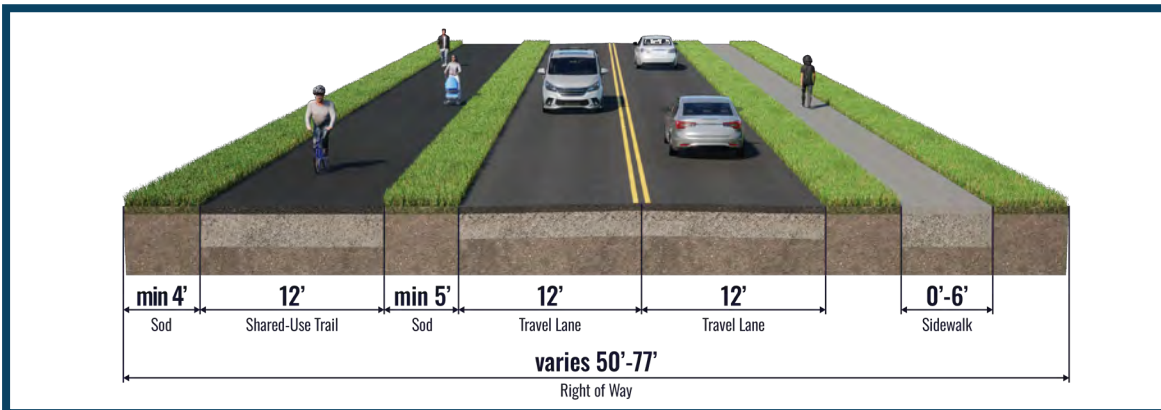 min 4’
12’
min 5’
12’
12’
0’-6’
Sod
Shared-Use Trail
Sod
Travel Lane
Travel Lane
Sidewalk
varies 50’-77’
Right of Way